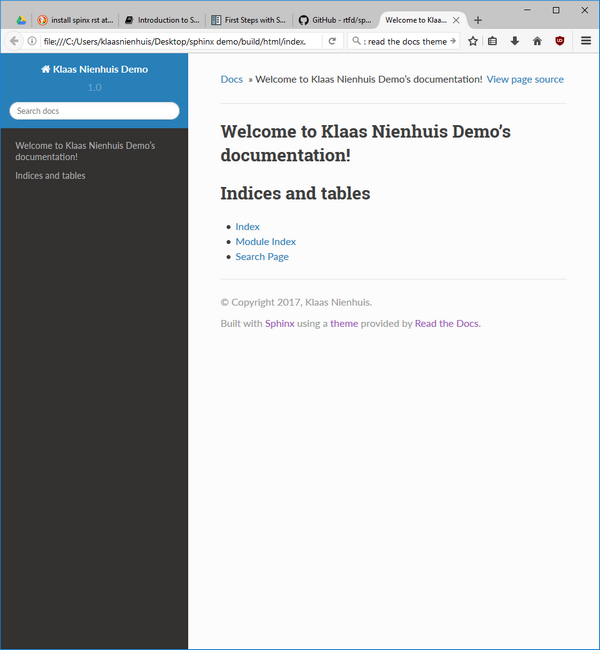 install spinx rst at...
Introduction to S...
First Steps with S...
GitHub - rtfd/sp...
Welcome to Klaa...
file:///C:/Users/klaasnienhuis/Desktop/sphinx demo/build/html/index.
: read the docs theme
Klaas Nienhuis Demo
1.0
Search docs
Welcome to Klaas Nienhuis Demo's
documentation!
Indices and tables
Docs » Welcome to Klaas Nienhuis Demo's documentation! View page source
Welcome to Klaas Nienhuis Demo's
documentation!
Indices and tables
• Index
• Module Index
• Search Page
© Copyright 2017, Klaas Nienhuis.
Built with Sphinx using a theme provided by Read the Docs.